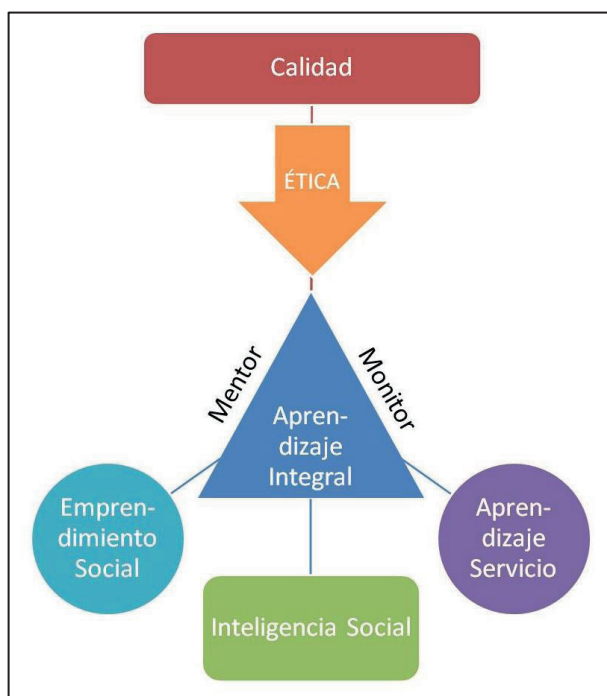 Calidad
ÉTICA
Mentor
Monitor
Apren-
dizaje
Integral
Empren-
dimiento
Social
Apren-
dizaje
Servicio
Inteligencia Social